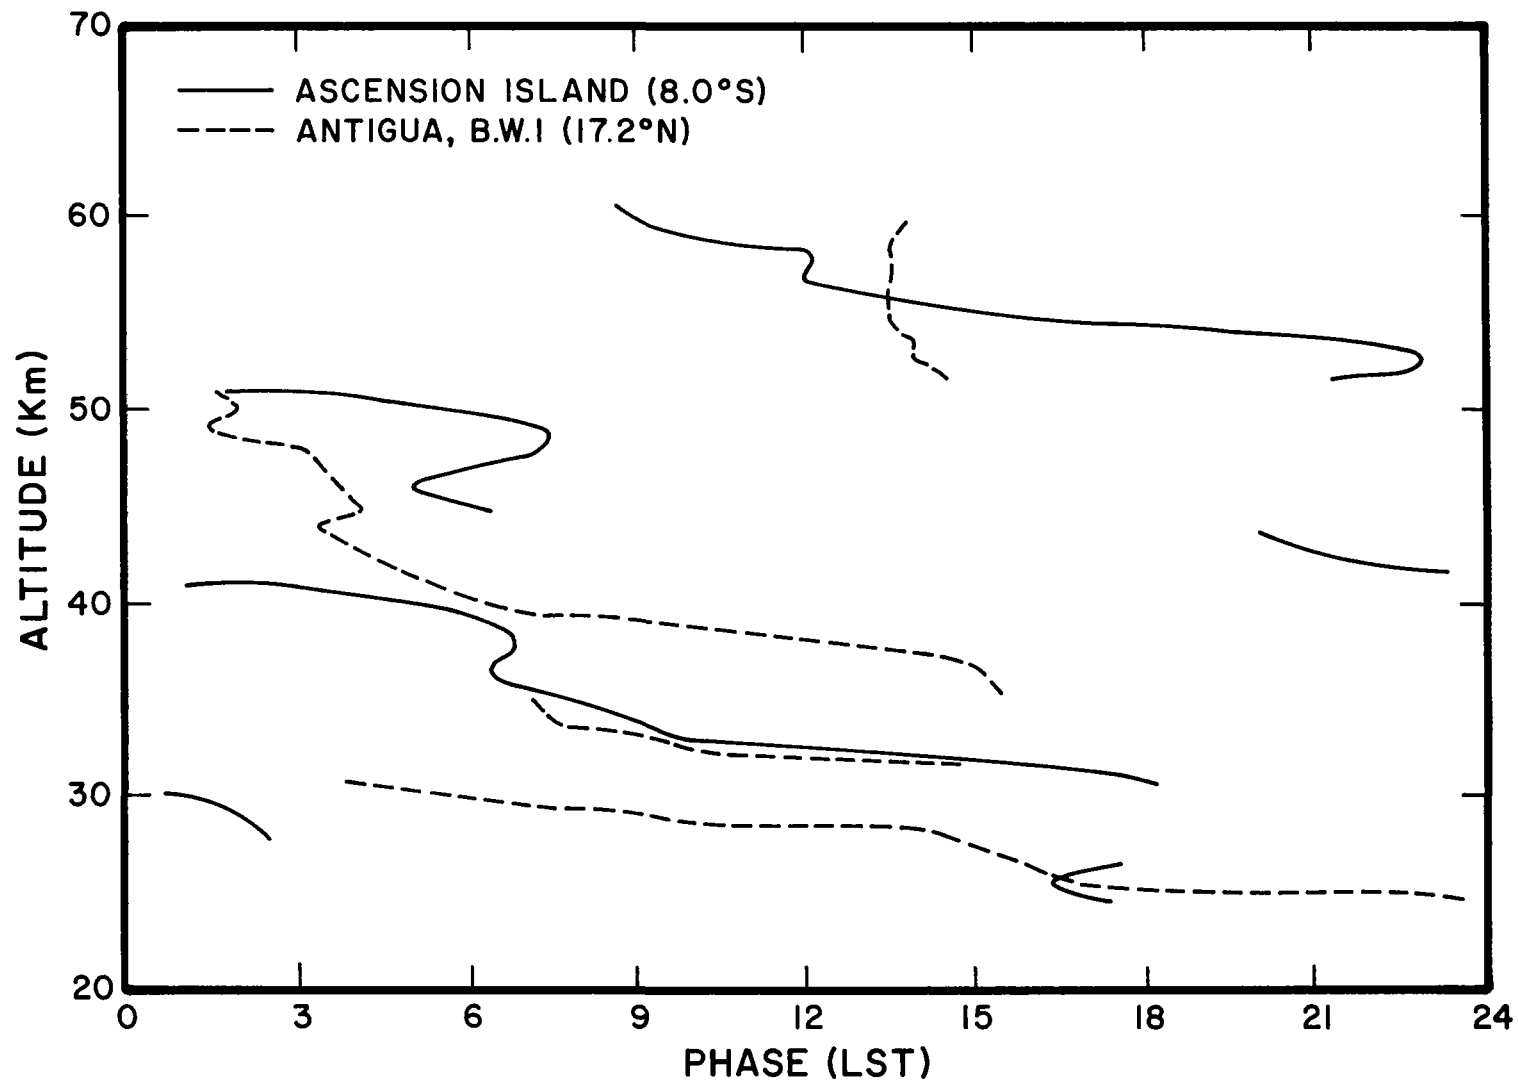 70
ASCENSION ISLAND (8.0°S)
ANTIGUA, B.W.I (17.2°N)
60
50
ALTITUDE (Km)
40
30
20
0 3 6 9 12 15 18 21 24
PHASE (LST)